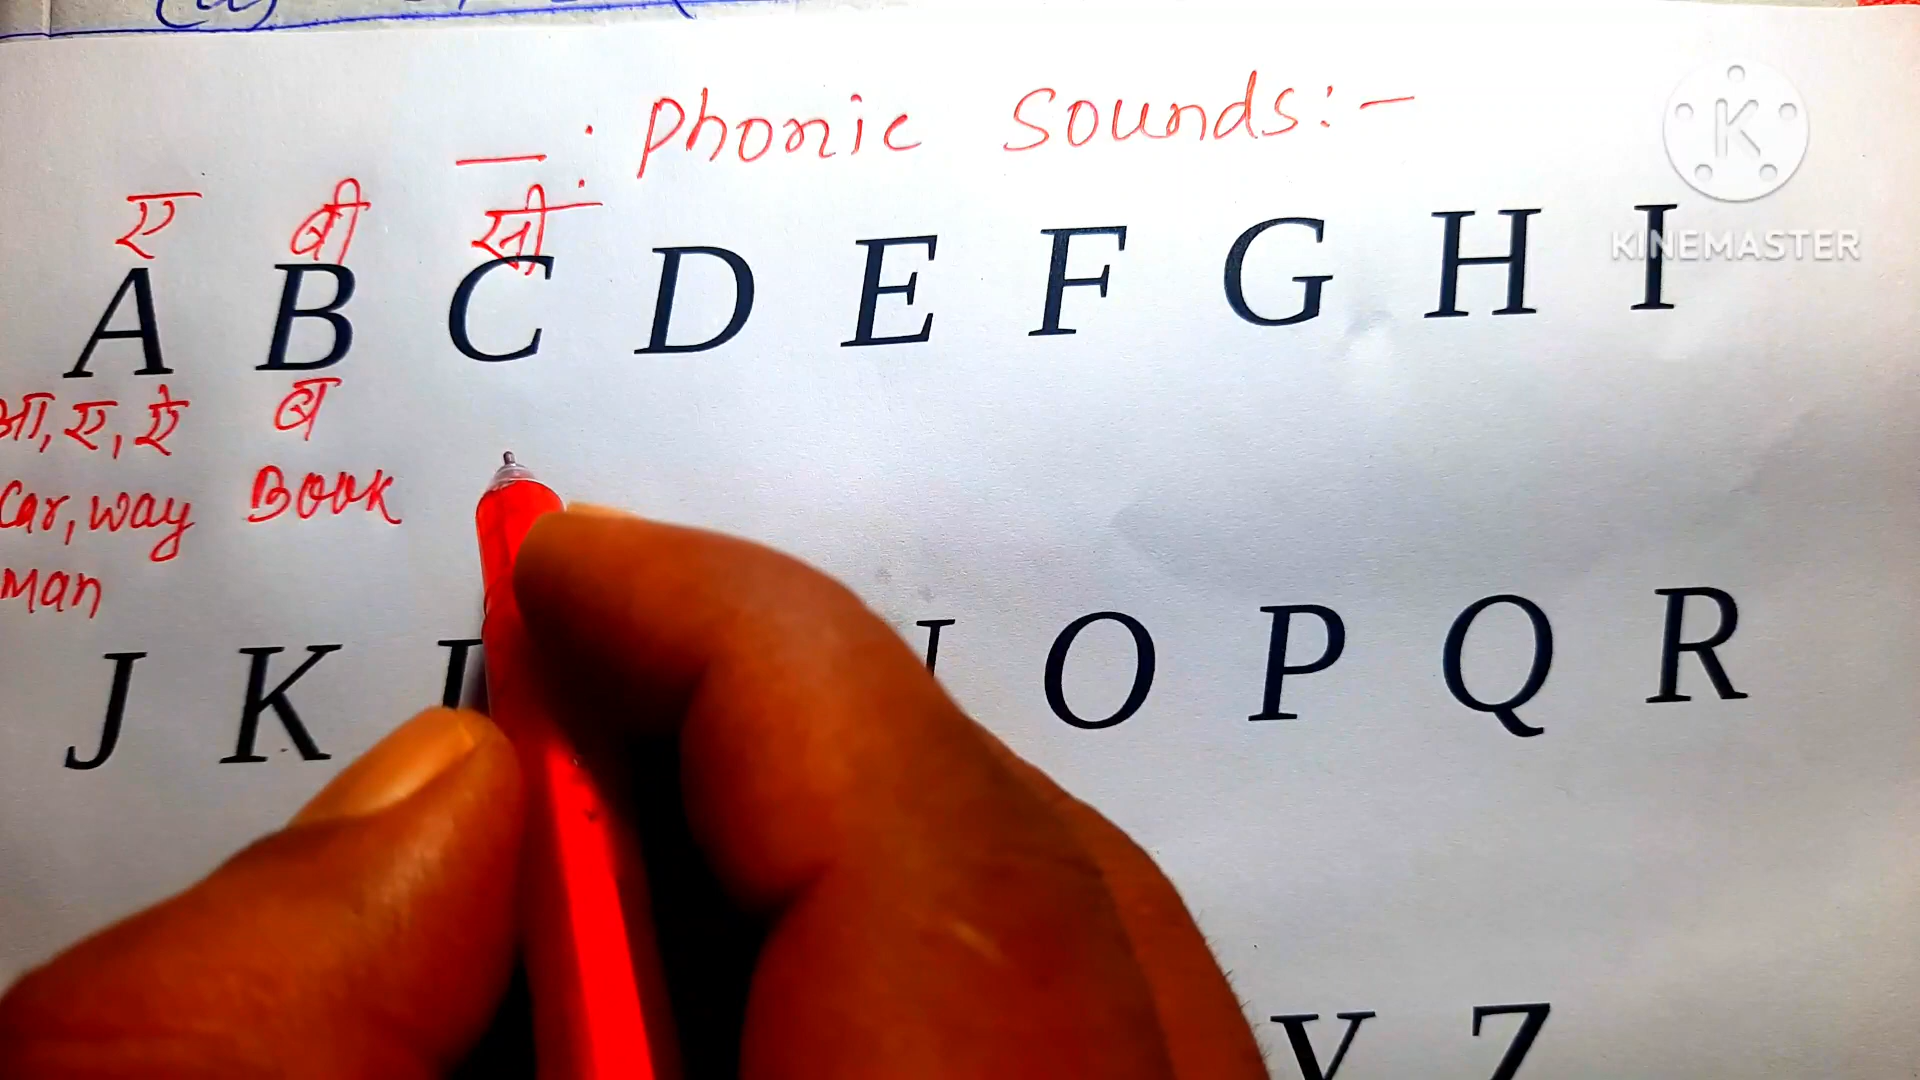 : Phonic Sounds:-
KINEMASTER
ए बी सी
A B C D E F G H I
आ, ए, ऐ ब
Car, way Book
Man
J K O P Q R
Y Z